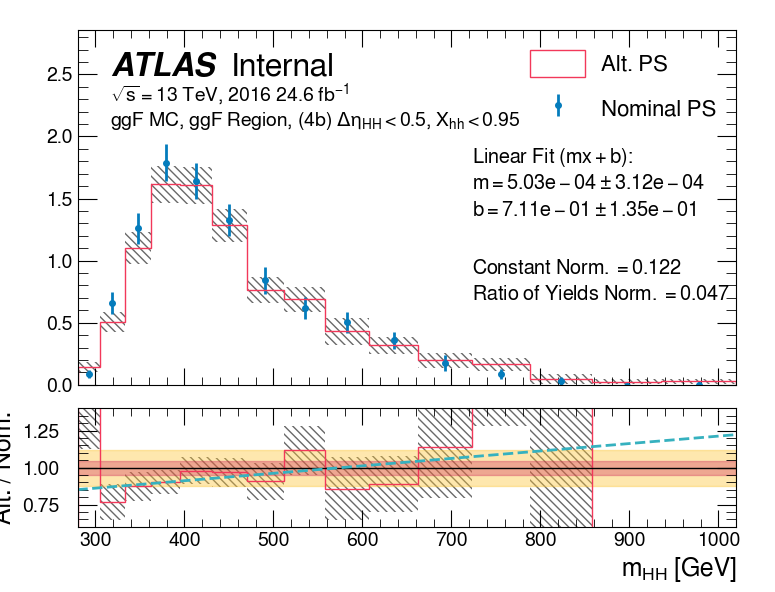 ATLAS Internal
√s = 13 TeV, 2016 24.6 fb⁻¹
ggF MC, ggF Region, (4b) Δη_HH < 0.5, X_hh < 0.95
Alt. PS
Nominal PS
Linear Fit (mx + b):
m = 5.03e − 04 ± 3.12e − 04
b = 7.11e − 01 ± 1.35e − 01
Constant Norm. = 0.122
Ratio of Yields Norm. = 0.047
2.5
2.0
1.5
1.0
0.5
0.0
Alt. / Nom.
1.25
1.00
0.75
300 400 500 600 700 800 900 1000
m_HH [GeV]